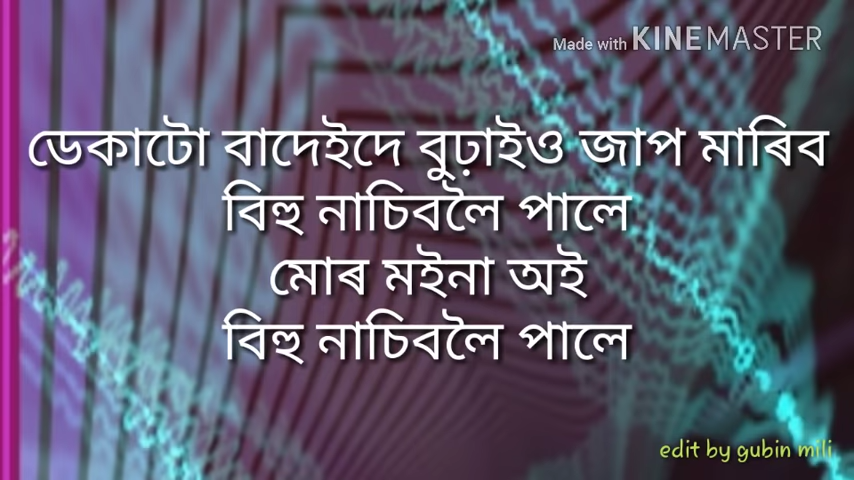 Made with KINEMASTER
ডেকাটো বাদেইদে বুঢ়াইও জাপ মাৰিব
বিহু নাচিবলৈ পালে
মোৰ মইনা অই
বিহু নাচিবলৈ পালে
edit by gubin mili